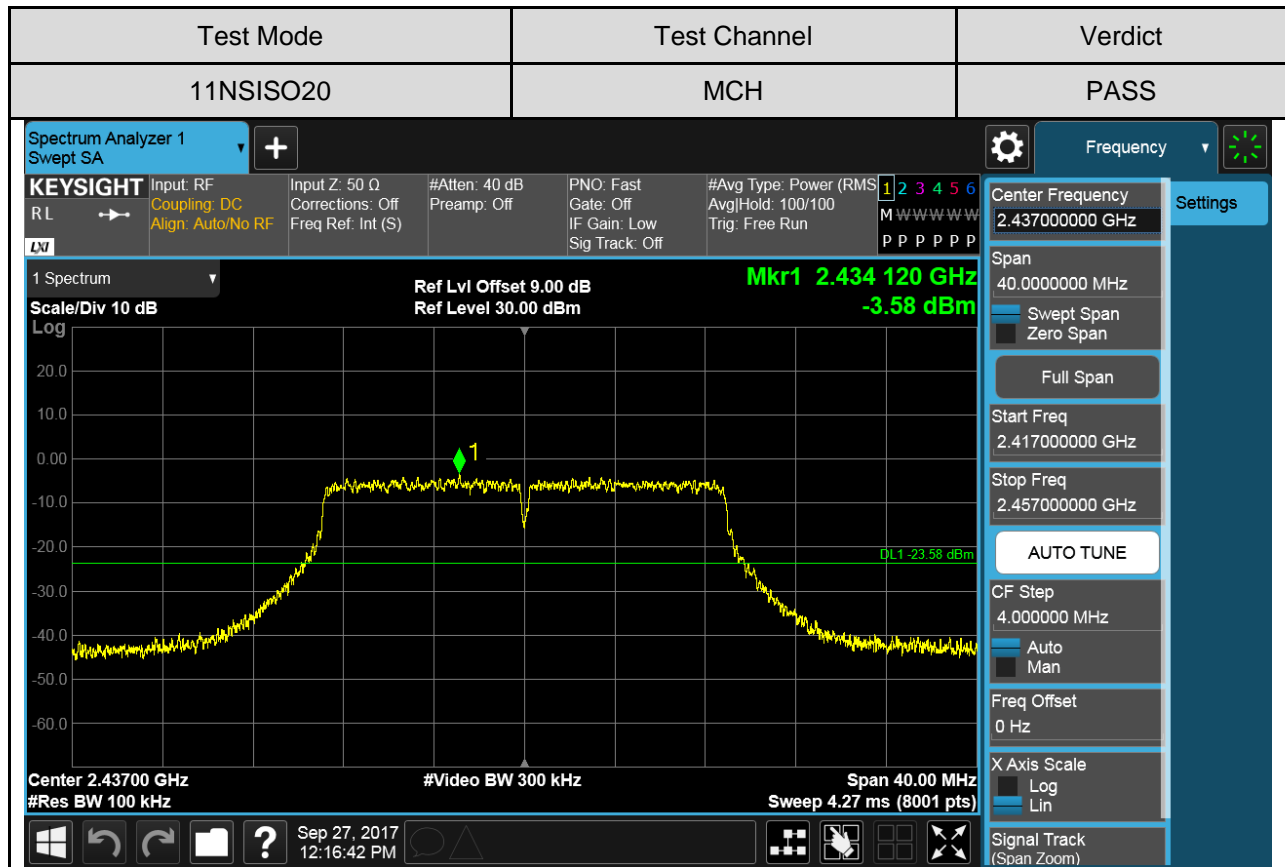 Test Mode Test Channel Verdict
11NSISO20 MCH PASS
Spectrum Analyzer 1
Swept SA
Frequency
KEYSIGHT
R L
LXI
Input: RF
Coupling: DC
Align: Auto/No RF
Input Z: 50 Ω
Corrections: Off
Freq Ref: Int (S)
#Atten: 40 dB
Preamp: Off
PNO: Fast
Gate: Off
IF Gain: Low
Sig Track: Off
#Avg Type: Power (RMS
Avg|Hold: 100/100
Trig: Free Run
1 2 3 4 5 6
M W W W W W
P P P P P P
1 Spectrum
Scale/Div 10 dB
Ref Lvl Offset 9.00 dB
Ref Level 30.00 dBm
Mkr1 2.434 120 GHz
-3.58 dBm
Log
20.0
10.0
0.00
-10.0
-20.0
-30.0
-40.0
-50.0
-60.0
1
DL1 -23.58 dBm
Center 2.43700 GHz
#Res BW 100 kHz
#Video BW 300 kHz
Span 40.00 MHz
Sweep 4.27 ms (8001 pts)
Sep 27, 2017
12:16:42 PM
Center Frequency
2.437000000 GHz
Settings
Span
40.0000000 MHz
Swept Span
Zero Span
Full Span
Start Freq
2.417000000 GHz
Stop Freq
2.457000000 GHz
AUTO TUNE
CF Step
4.000000 MHz
Auto
Man
Freq Offset
0 Hz
X Axis Scale
Log
Lin
Signal Track
(Span Zoom)